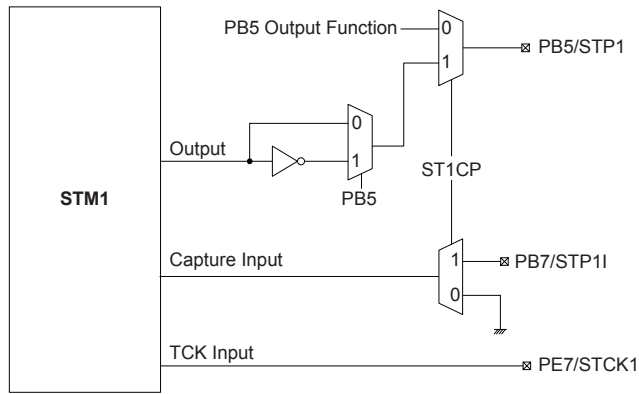 PB5 Output Function
0
1
PB5/STP1
Output
0
1
PB5
ST1CP
STM1
Capture Input
1
0
PB7/STP1I
TCK Input
PE7/STCK1